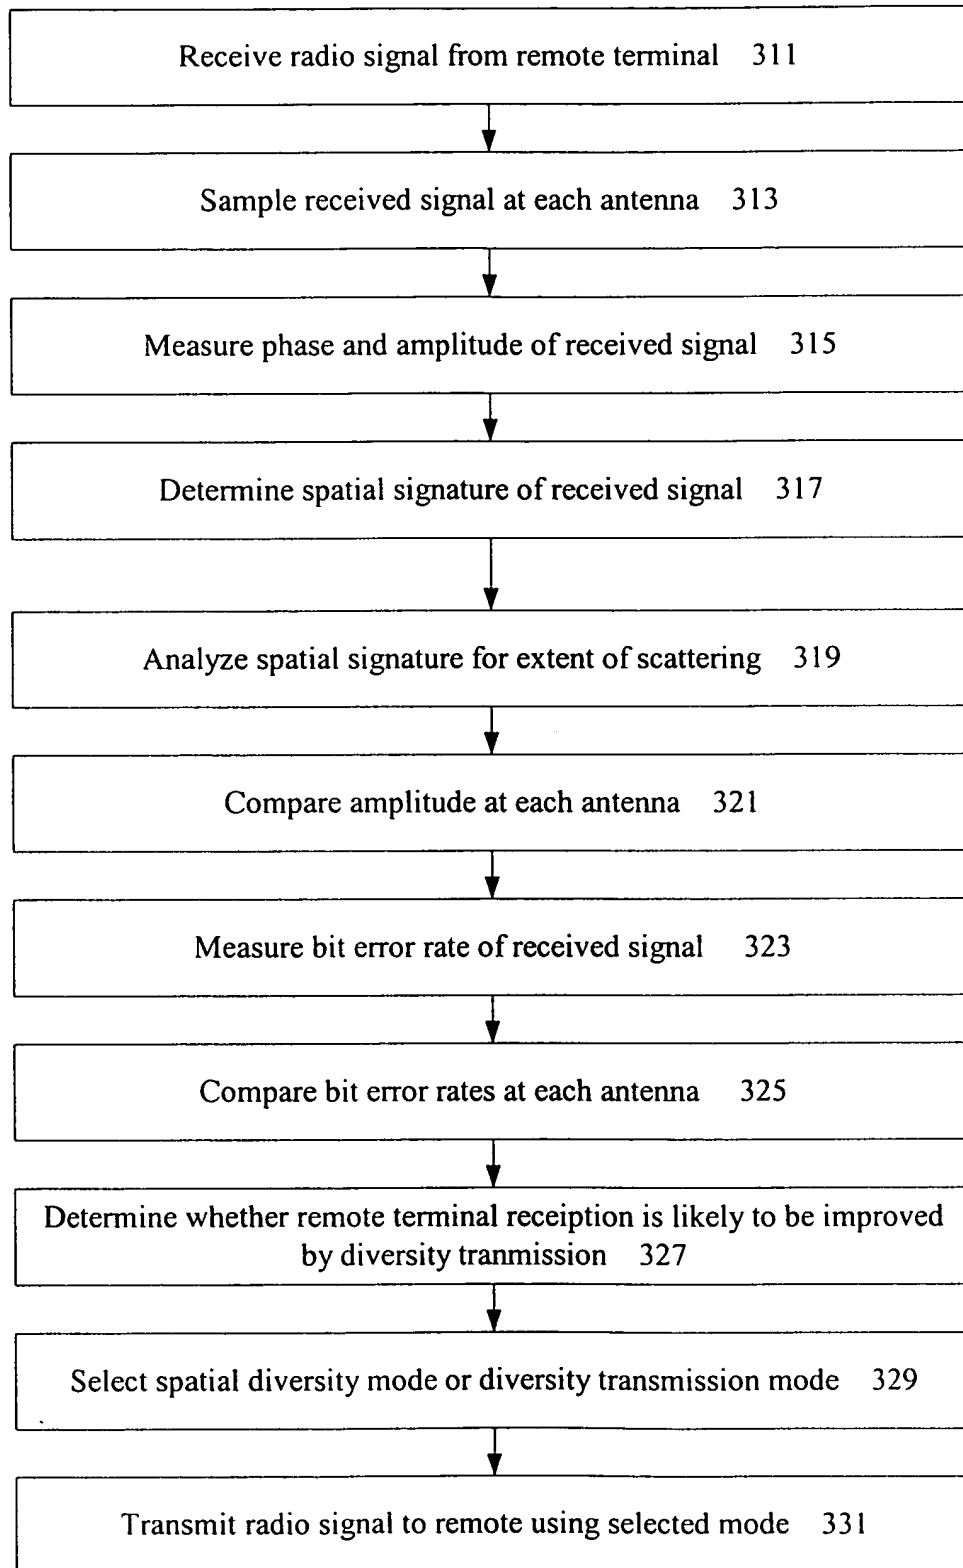 Receive radio signal from remote terminal 311
Sample received signal at each antenna 313
Measure phase and amplitude of received signal 315
Determine spatial signature of received signal 317
Analyze spatial signature for extent of scattering 319
Compare amplitude at each antenna 321
Measure bit error rate of received signal 323
Compare bit error rates at each antenna 325
Determine whether remote terminal receiption is likely to be improved
by diversity tranmission 327
Select spatial diversity mode or diversity transmission mode 329
Transmit radio signal to remote using selected mode 331